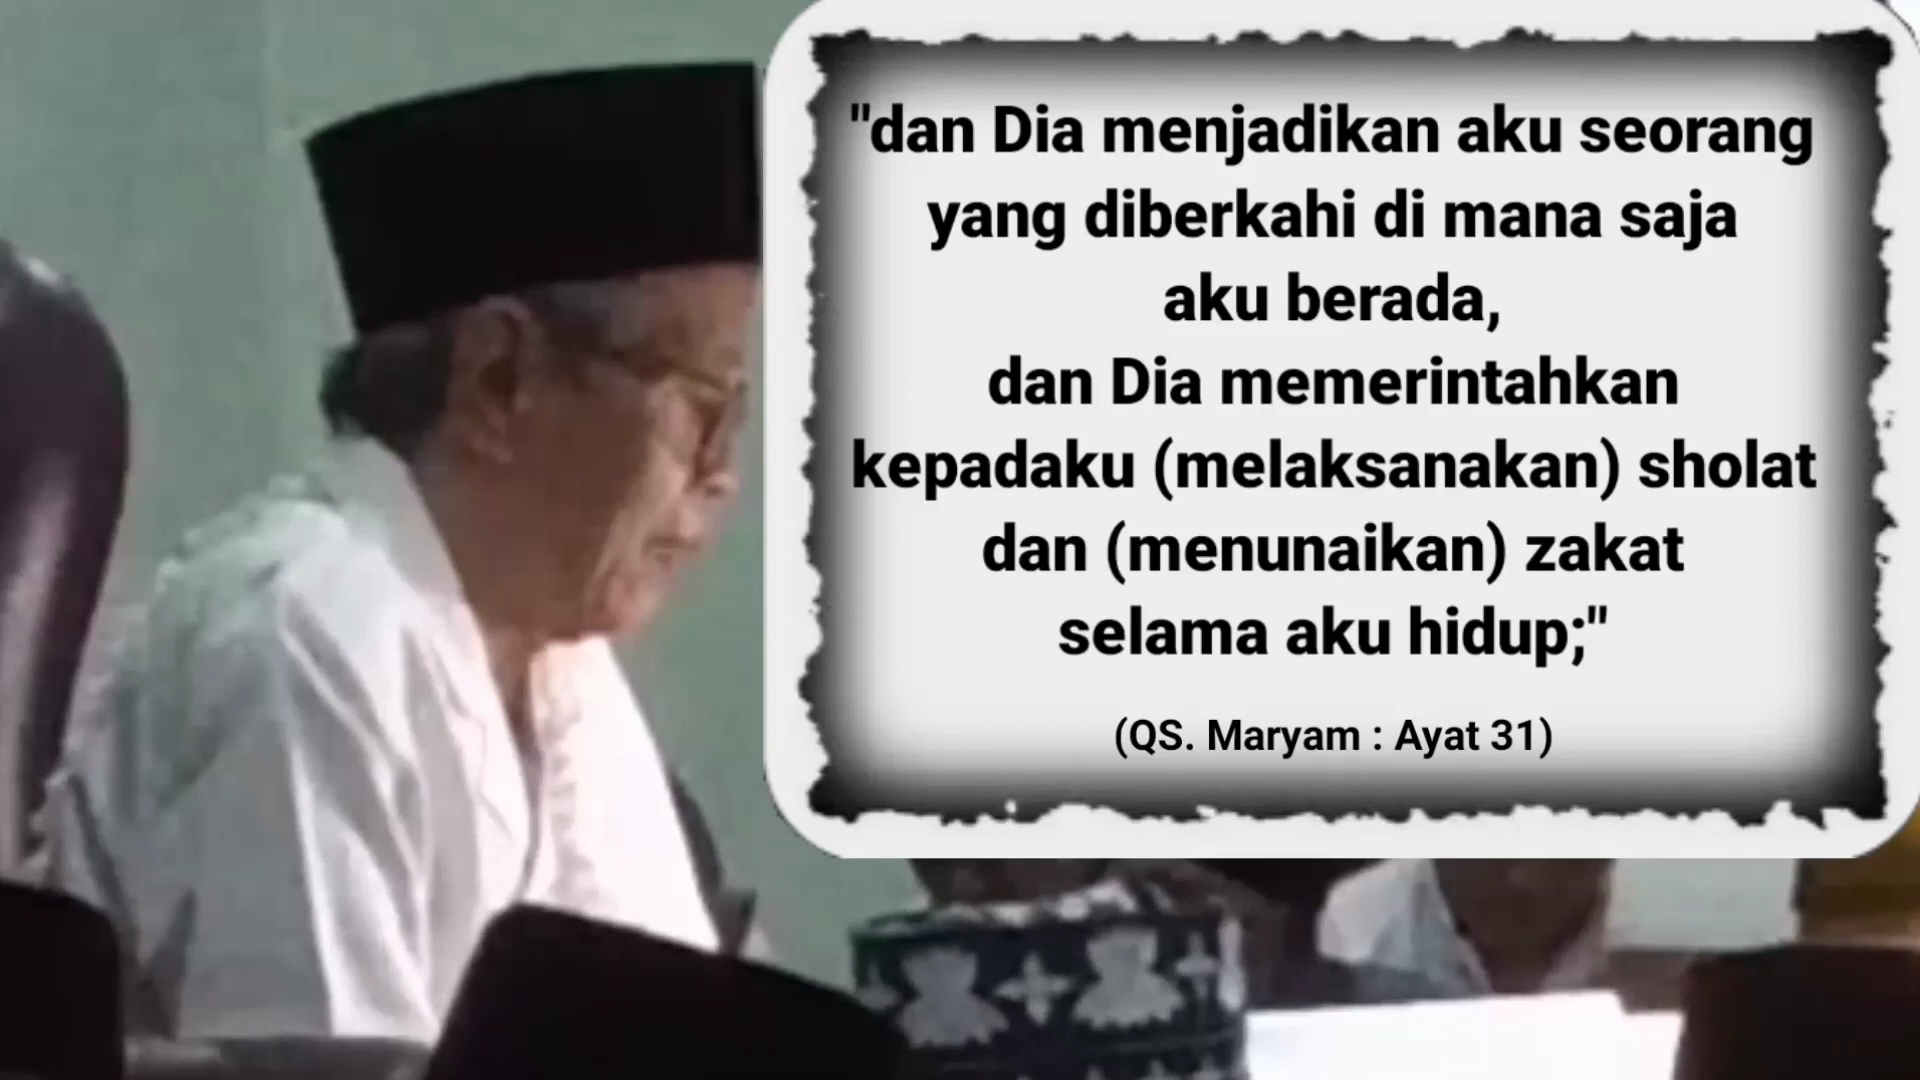 "dan Dia menjadikan aku seorang
yang diberkahi di mana saja
aku berada,
dan Dia memerintahkan
kepadaku (melaksanakan) sholat
dan (menunaikan) zakat
selama aku hidup;"
(QS. Maryam : Ayat 31)